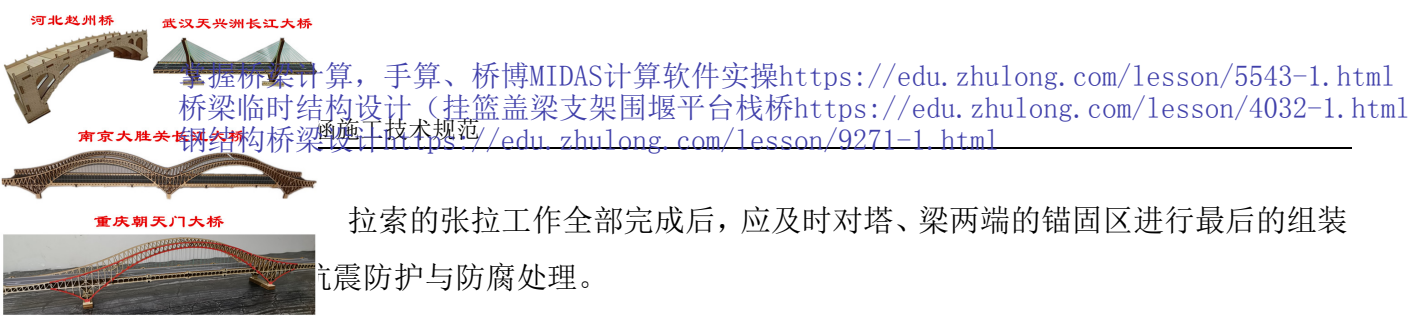 河北赵州桥
武汉天兴洲长江大桥
掌握桥梁计算，手算、桥博MIDAS计算软件实操https://edu.zhulong.com/lesson/5543-1.html
桥梁临时结构设计（挂篮盖梁支架围堰平台栈桥https://edu.zhulong.com/lesson/4032-1.html
涵施工技术规范
南京大胜关长江大桥
钢结构桥梁设计https://edu.zhulong.com/lesson/9271-1.html
拉索的张拉工作全部完成后，应及时对塔、梁两端的锚固区进行最后的组装
抗震防护与防腐处理。
重庆朝天门大桥